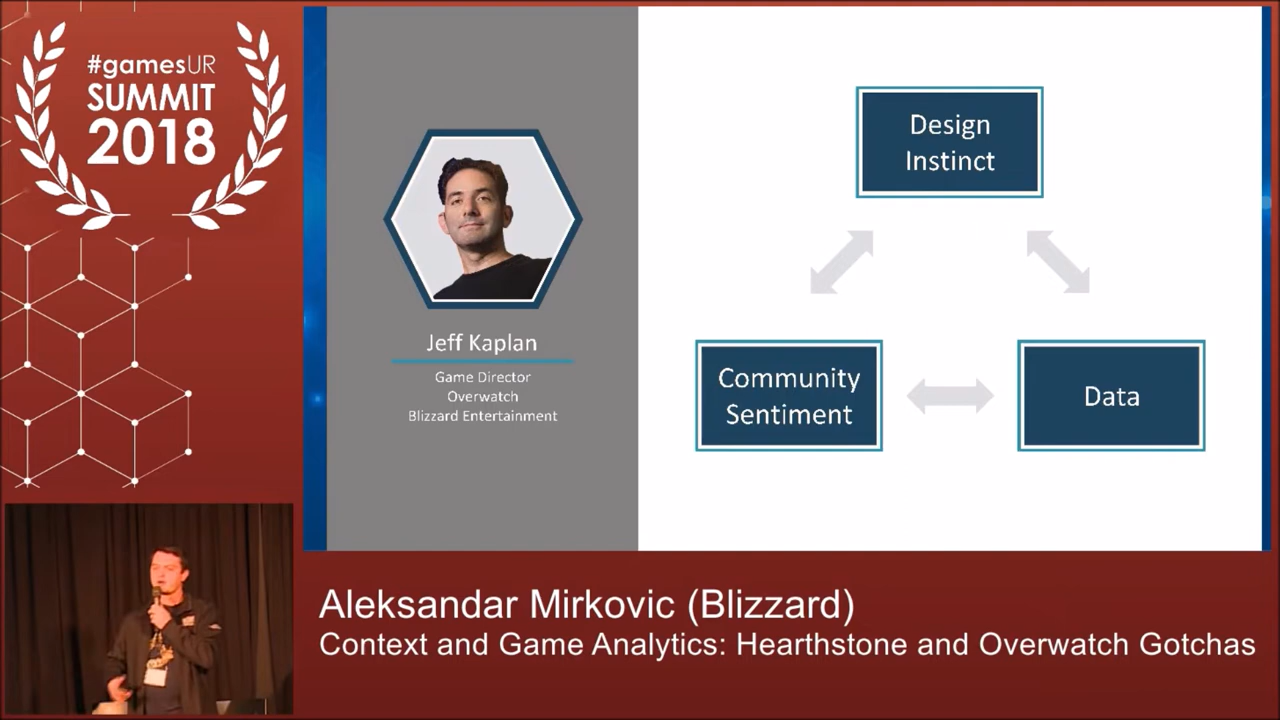 #gamesUR
SUMMIT
2018
Jeff Kaplan
Game Director
Overwatch
Blizzard Entertainment
Design
Instinct
Community
Sentiment
Data
Aleksandar Mirkovic (Blizzard)
Context and Game Analytics: Hearthstone and Overwatch Gotchas